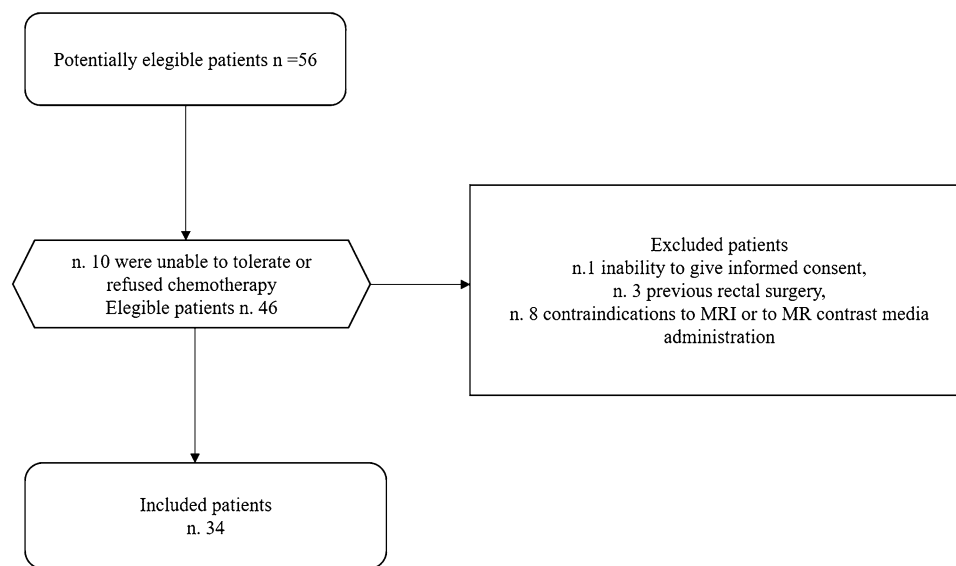 Potentially elegible patients n =56
n. 10 were unable to tolerate or
refused chemotherapy
Elegible patients n. 46
Excluded patients
n.1 inability to give informed consent,
n. 3 previous rectal surgery,
n. 8 contraindications to MRI or to MR contrast media
administration
Included patients
n. 34